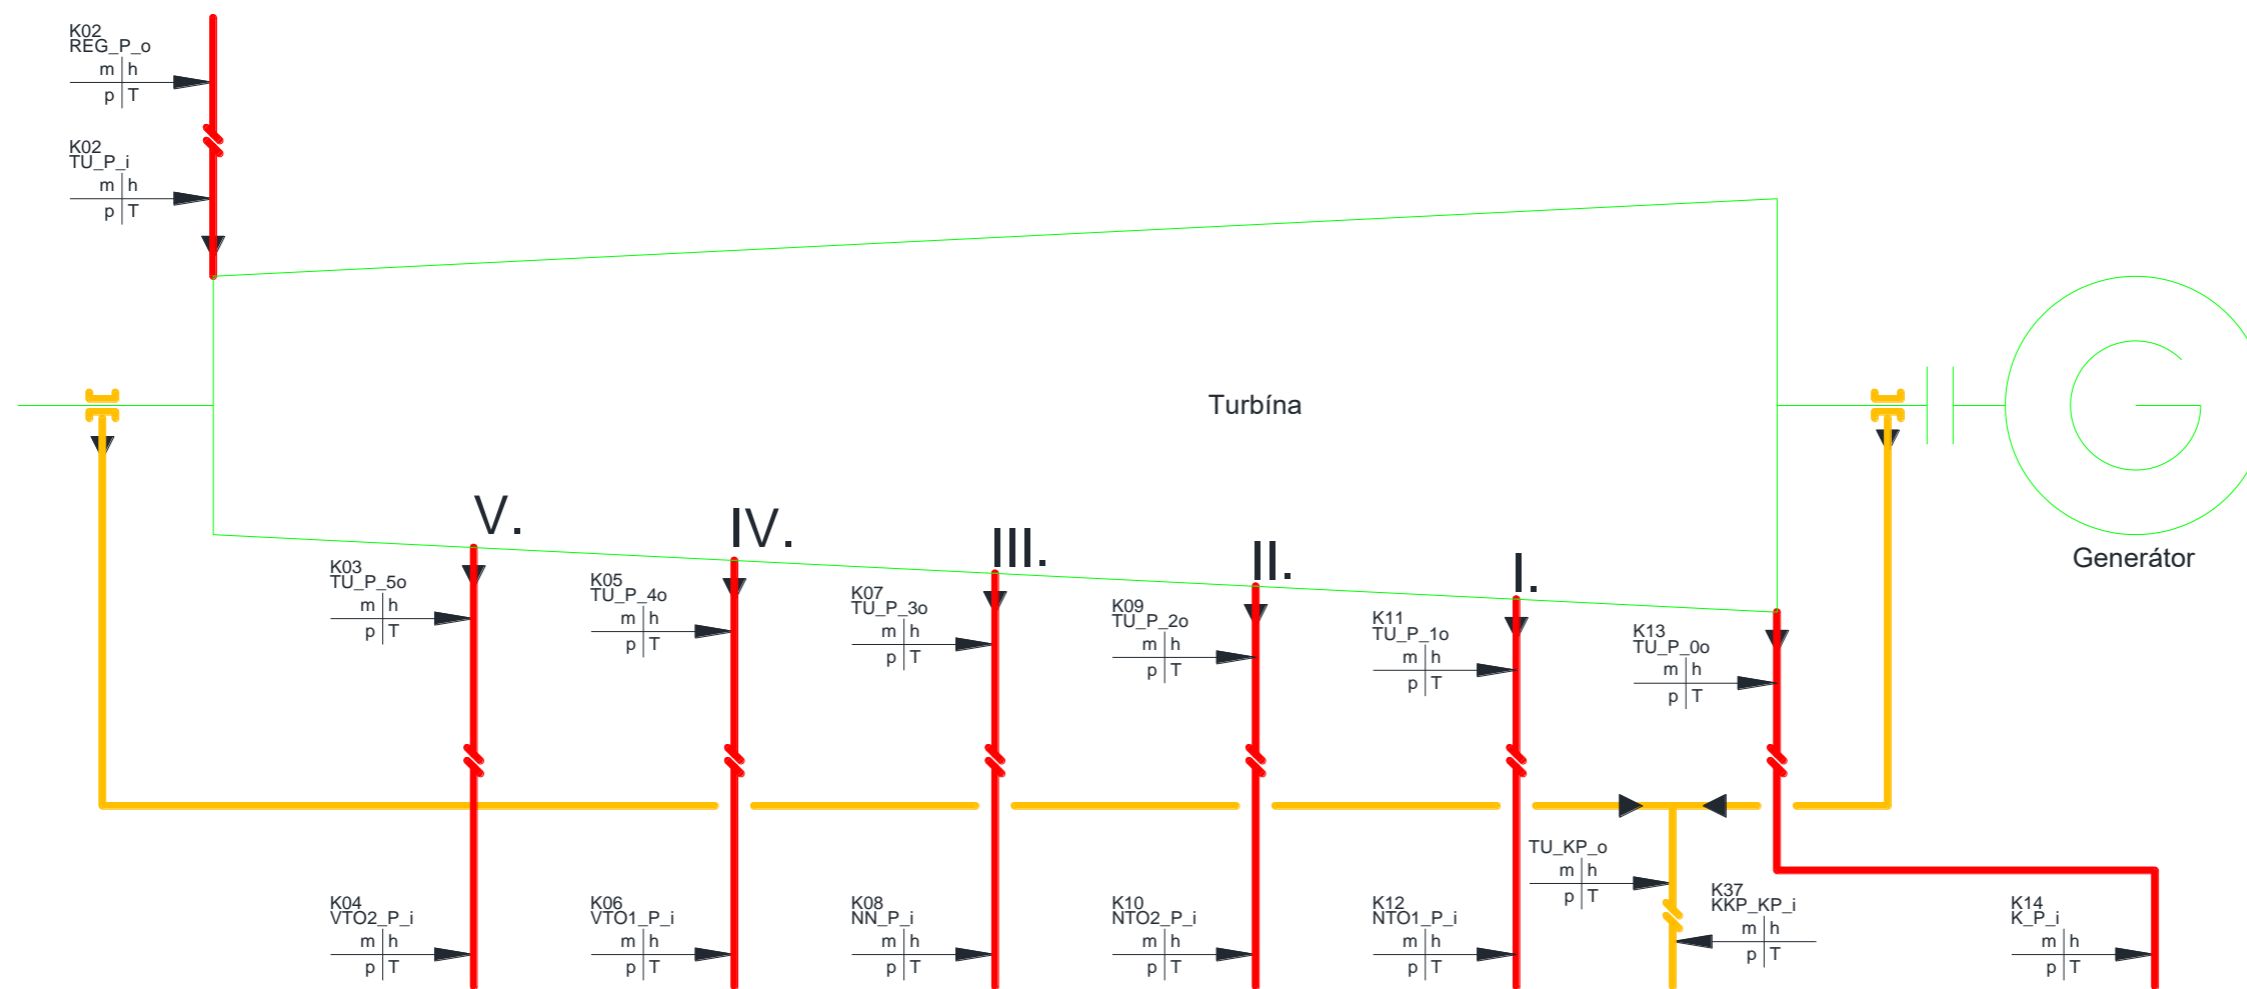 K02
REG_P_o
m h
p T
K02
TU_P_i
m h
p T
Turbína
Generátor
V.
IV.
III.
II.
I.
K03
TU_P_5o
m h
p T
K05
TU_P_4o
m h
p T
K07
TU_P_3o
m h
p T
K09
TU_P_2o
m h
p T
K11
TU_P_1o
m h
p T
K13
TU_P_0o
m h
p T
TU_KP_o
m h
p T
K04
VTO2_P_i
m h
p T
K06
VTO1_P_i
m h
p T
K08
NN_P_i
m h
p T
K10
NTO2_P_i
m h
p T
K12
NTO1_P_i
m h
p T
K37
KKP_KP_i
m h
p T
K14
K_P_i
m h
p T